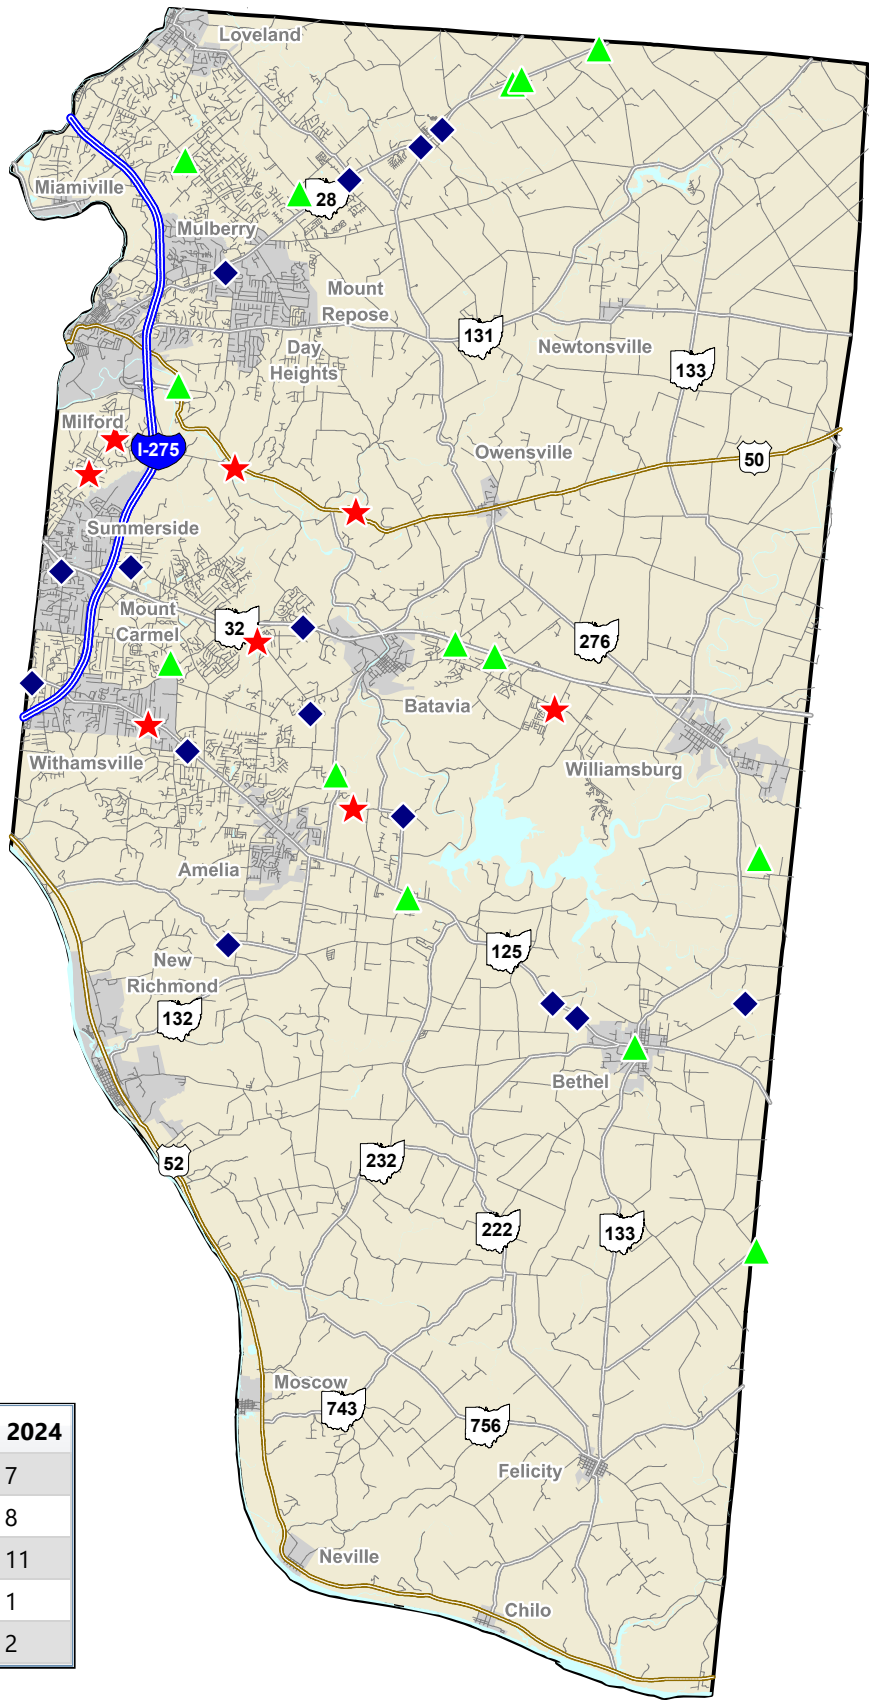 Loveland
Miamiville
28
Mulberry
Mount
Repose
131
Newtonsville
Day
Heights
133
Milford
I-275
Owensville
50
Summerside
Mount
Carmel
32
276
Batavia
Withamsville
Williamsburg
Amelia
125
New
Richmond
132
Bethel
52
232
222
133
Moscow
743
756
Felicity
Neville
Chilo
2024
7
8
11
1
2